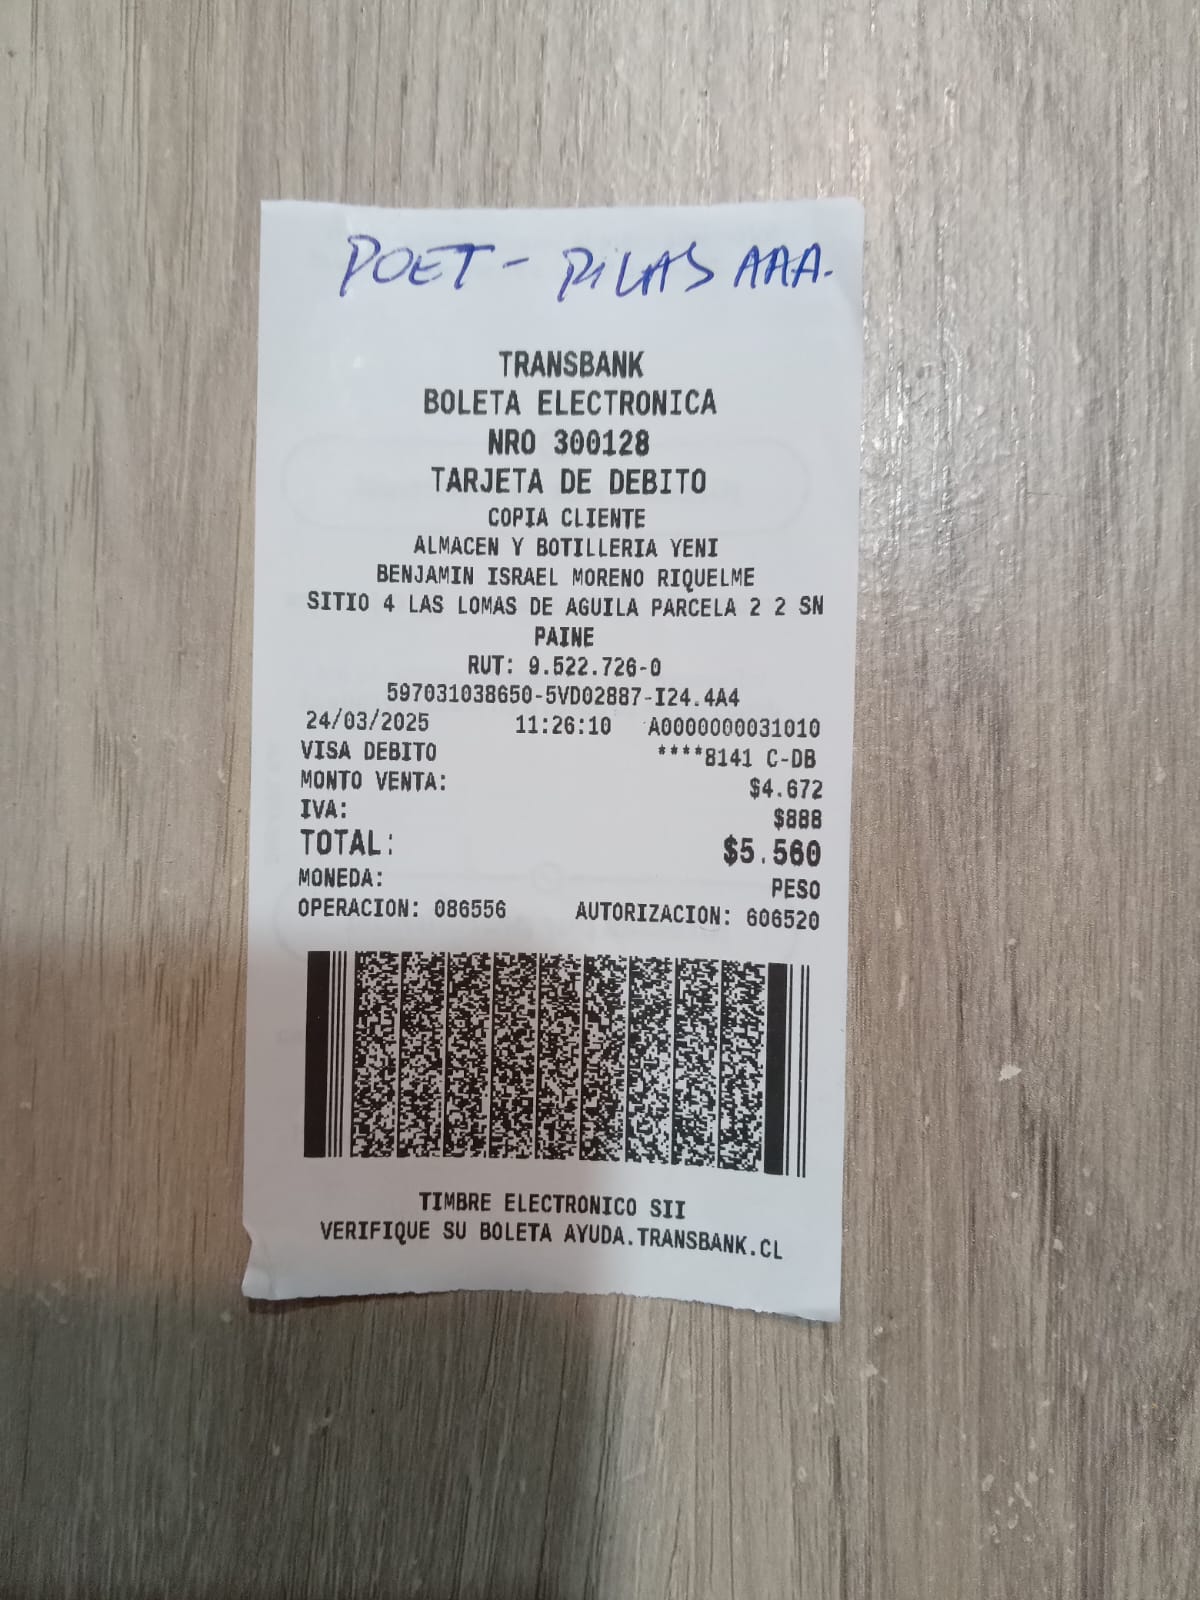 POET - PILAS AAA.
TRANSBANK
BOLETA ELECTRONICA
NRO 300128
TARJETA DE DEBITO
COPIA CLIENTE
ALMACEN Y BOTILLERIA YENI
BENJAMIN ISRAEL MORENO RIQUELME
SITIO 4 LAS LOMAS DE AGUILA PARCELA 2 2 SN
PAINE
RUT: 9.522.726-0
597031038650-5VD02887-I24.4A4
24/03/2025 11:26:10 A0000000031010
VISA DEBITO ****8141 C-DB
MONTO VENTA: $4.672
IVA: $888
TOTAL: $5.560
MONEDA: PESO
OPERACION: 086556 AUTORIZACION: 606520
TIMBRE ELECTRONICO SII
VERIFIQUE SU BOLETA AYUDA.TRANSBANK.CL